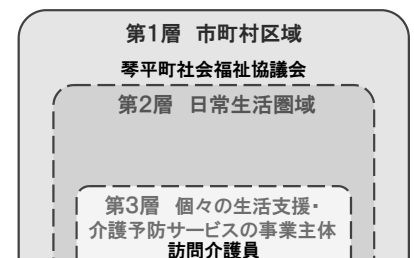 第1層 市町村区域
琴平町社会福祉協議会
第2層 日常生活圏域
第3層 個々の生活支援・
介護予防サービスの事業主体
訪問介護員